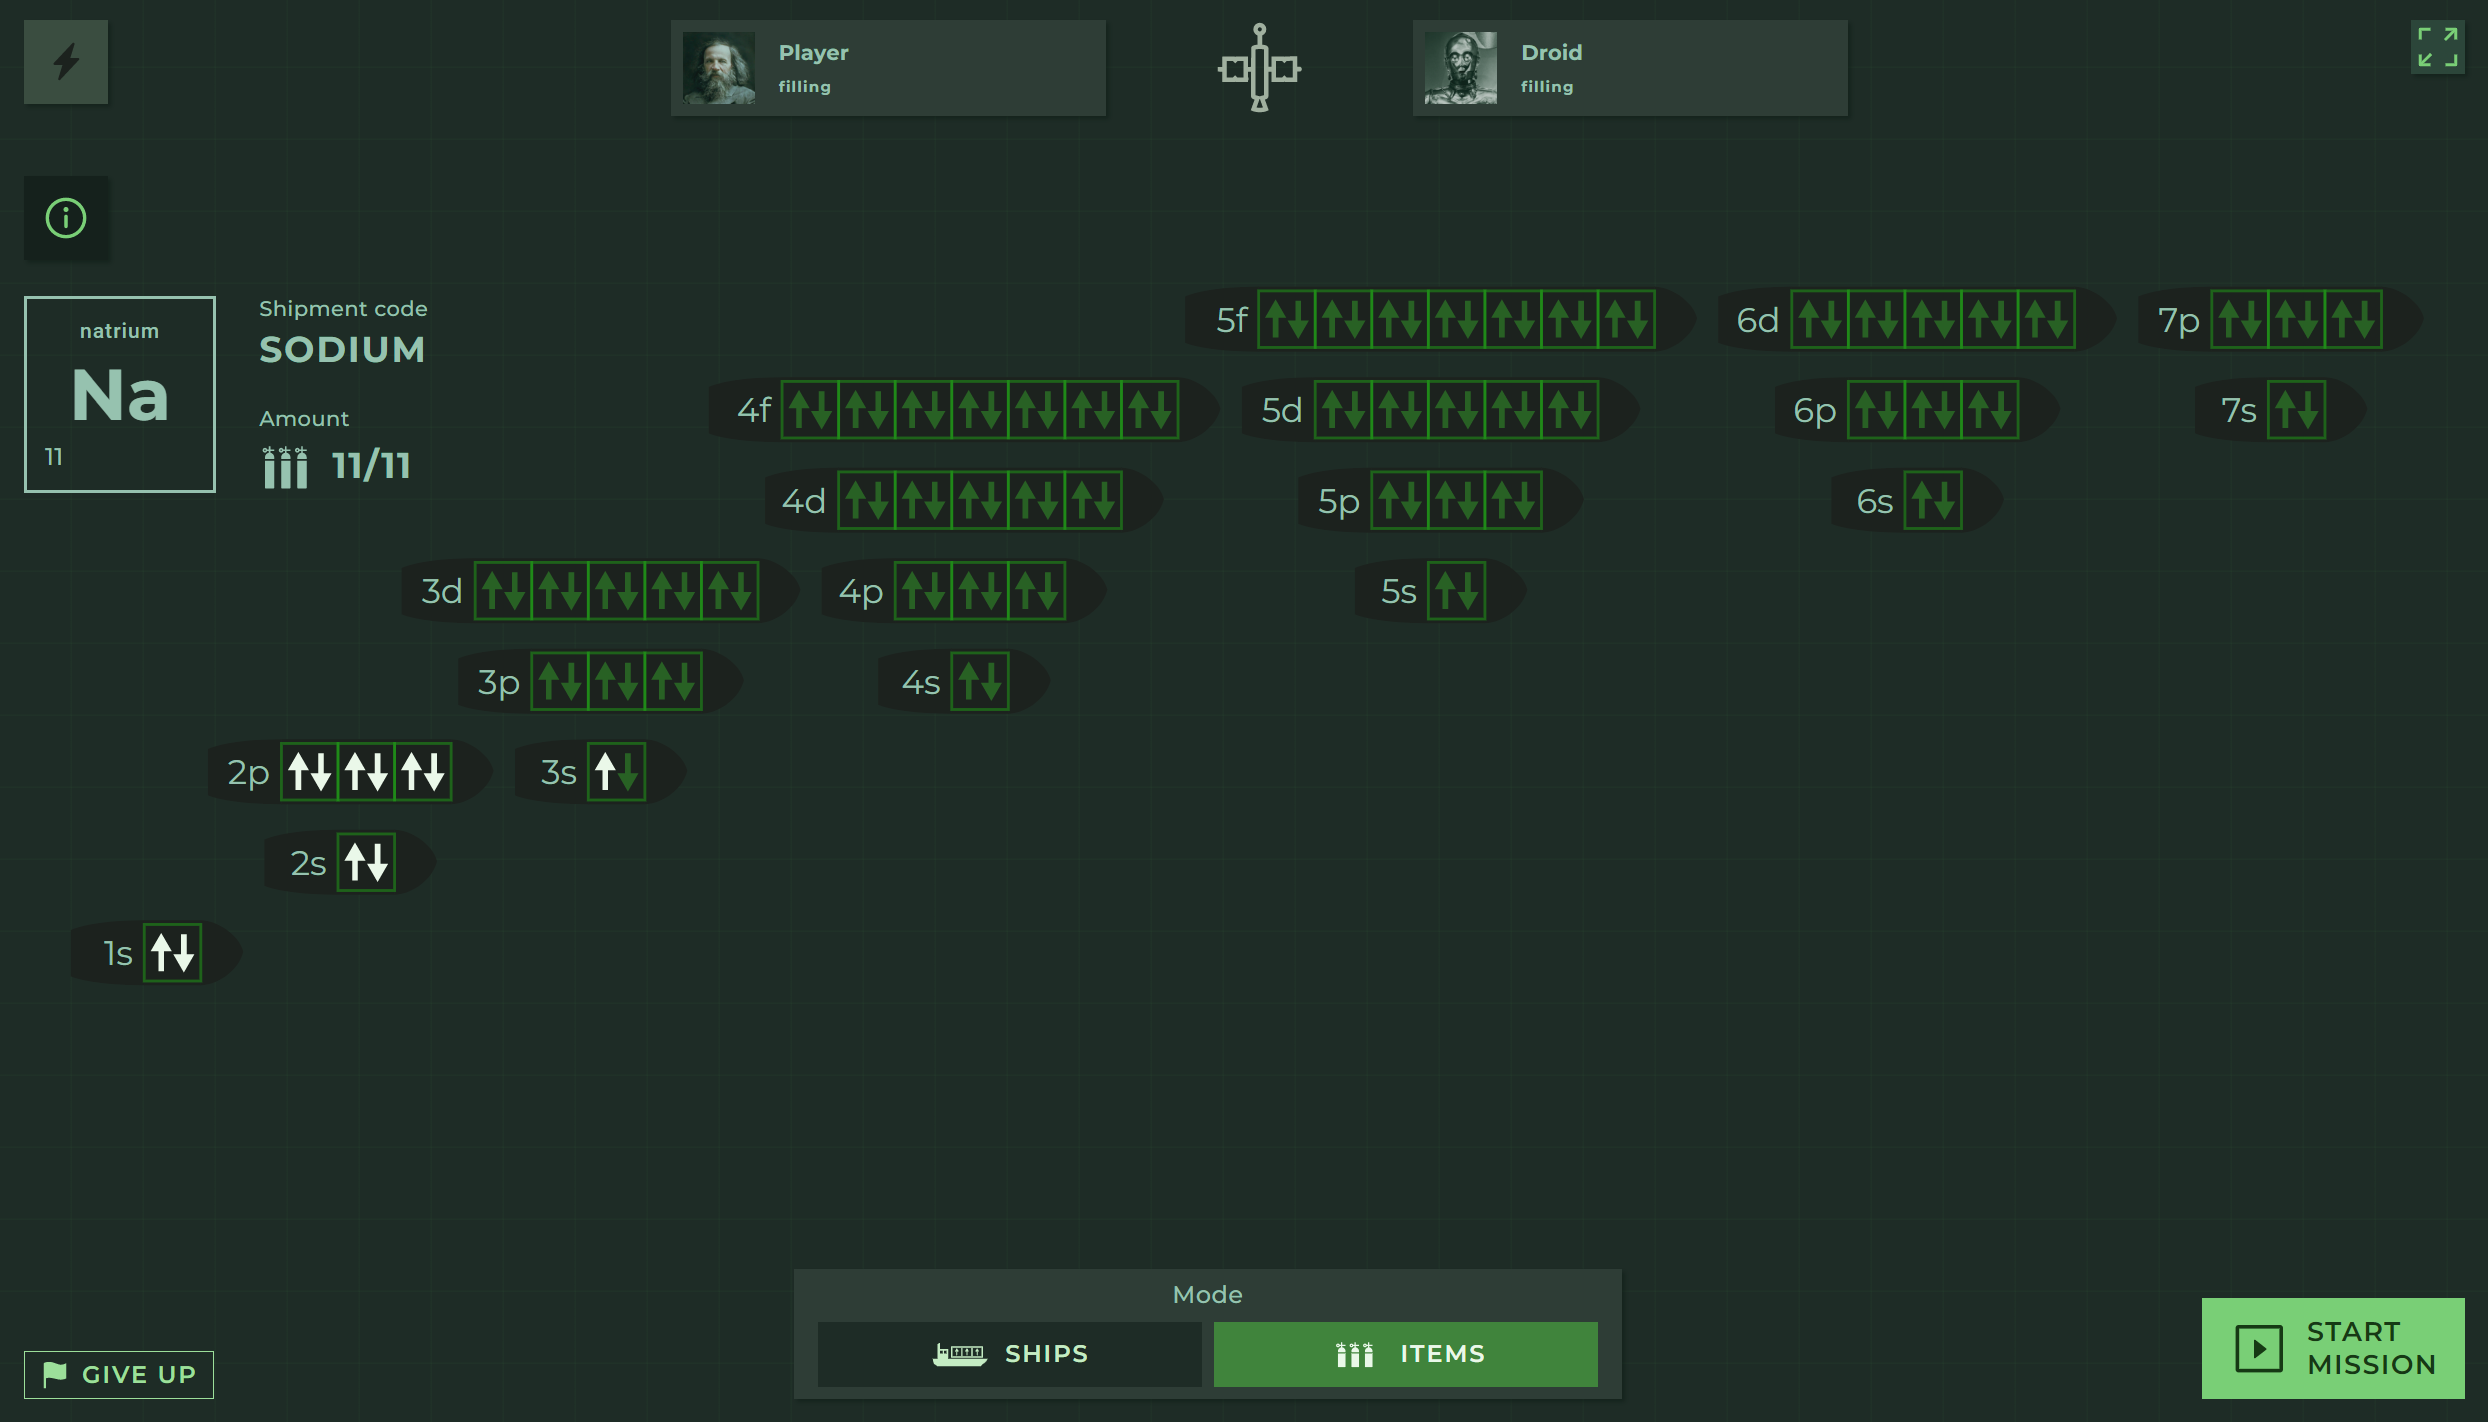 Player
filling
Droid
filling
natrium
Na
11
Shipment code
SODIUM
Amount
11/11
5f
6d
7p
4f
5d
6p
7s
4d
5p
6s
3d
4p
5s
3p
4s
2p
3s
2s
1s
Mode
SHIPS
ITEMS
GIVE UP
START
MISSION